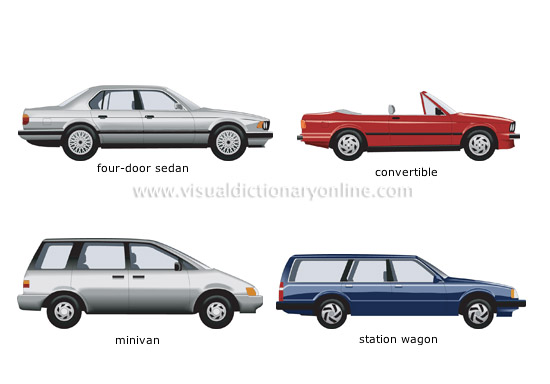 four-door sedan
convertible
www.visualdictionaryonline.com
minivan
station wagon